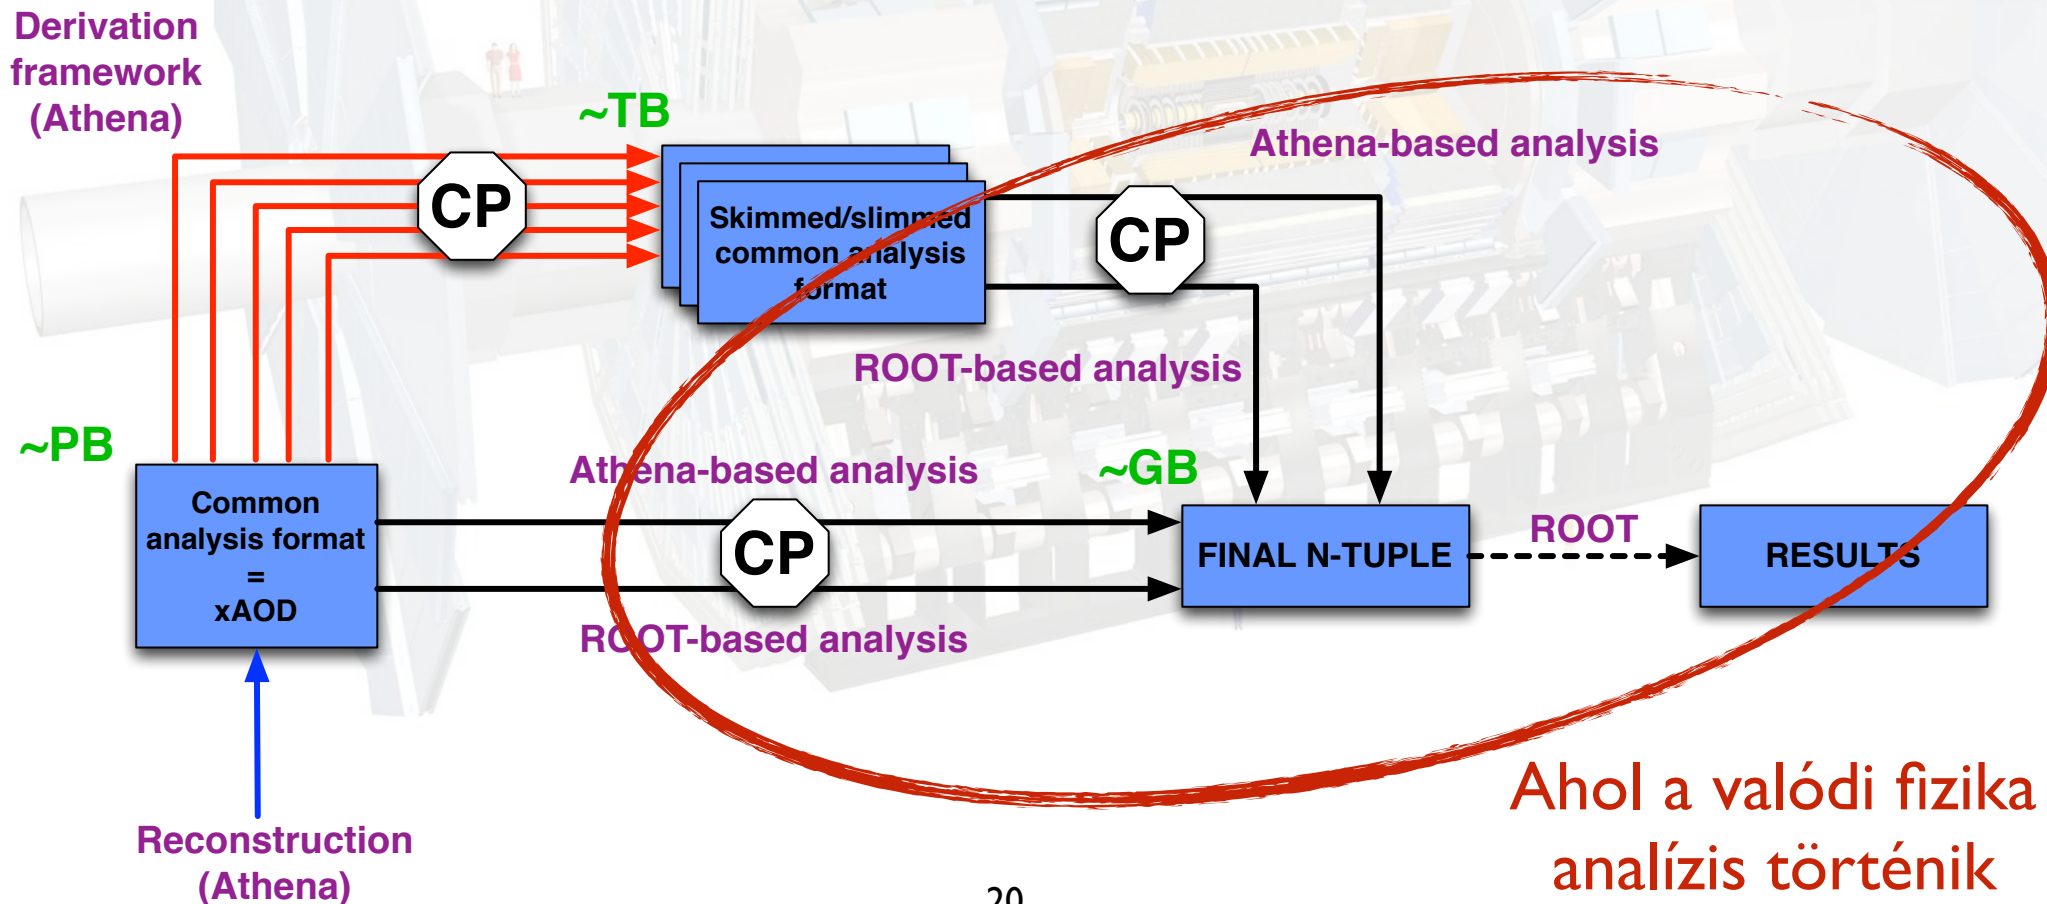 Derivation
framework
(Athena)
~TB
CP
Skimmed/slimmed
common analysis
format
CP
Athena-based analysis
ROOT-based analysis
~PB
Common
analysis format
=
xAOD
Athena-based analysis
CP
ROOT-based analysis
~GB
FINAL N-TUPLE
ROOT
RESULTS
Reconstruction
(Athena)
Ahol a valódi fizika
analízis történik
20